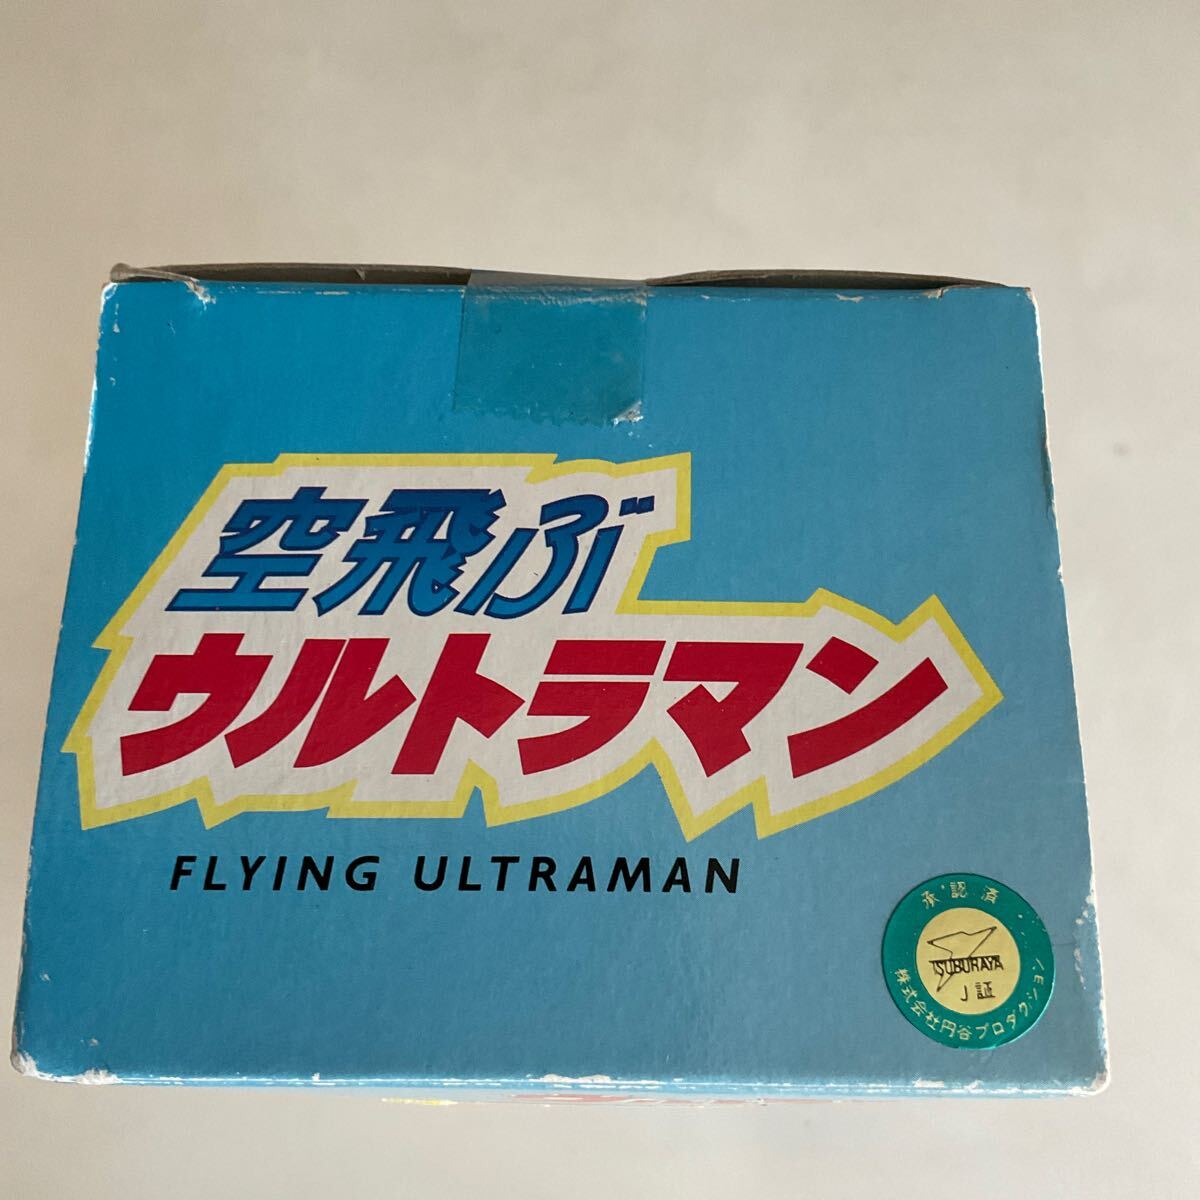 空飛ぶ
ウルトラマン
FLYING ULTRAMAN
承認済
TSUBURAYA
J 証
株式会社円谷プロダクション